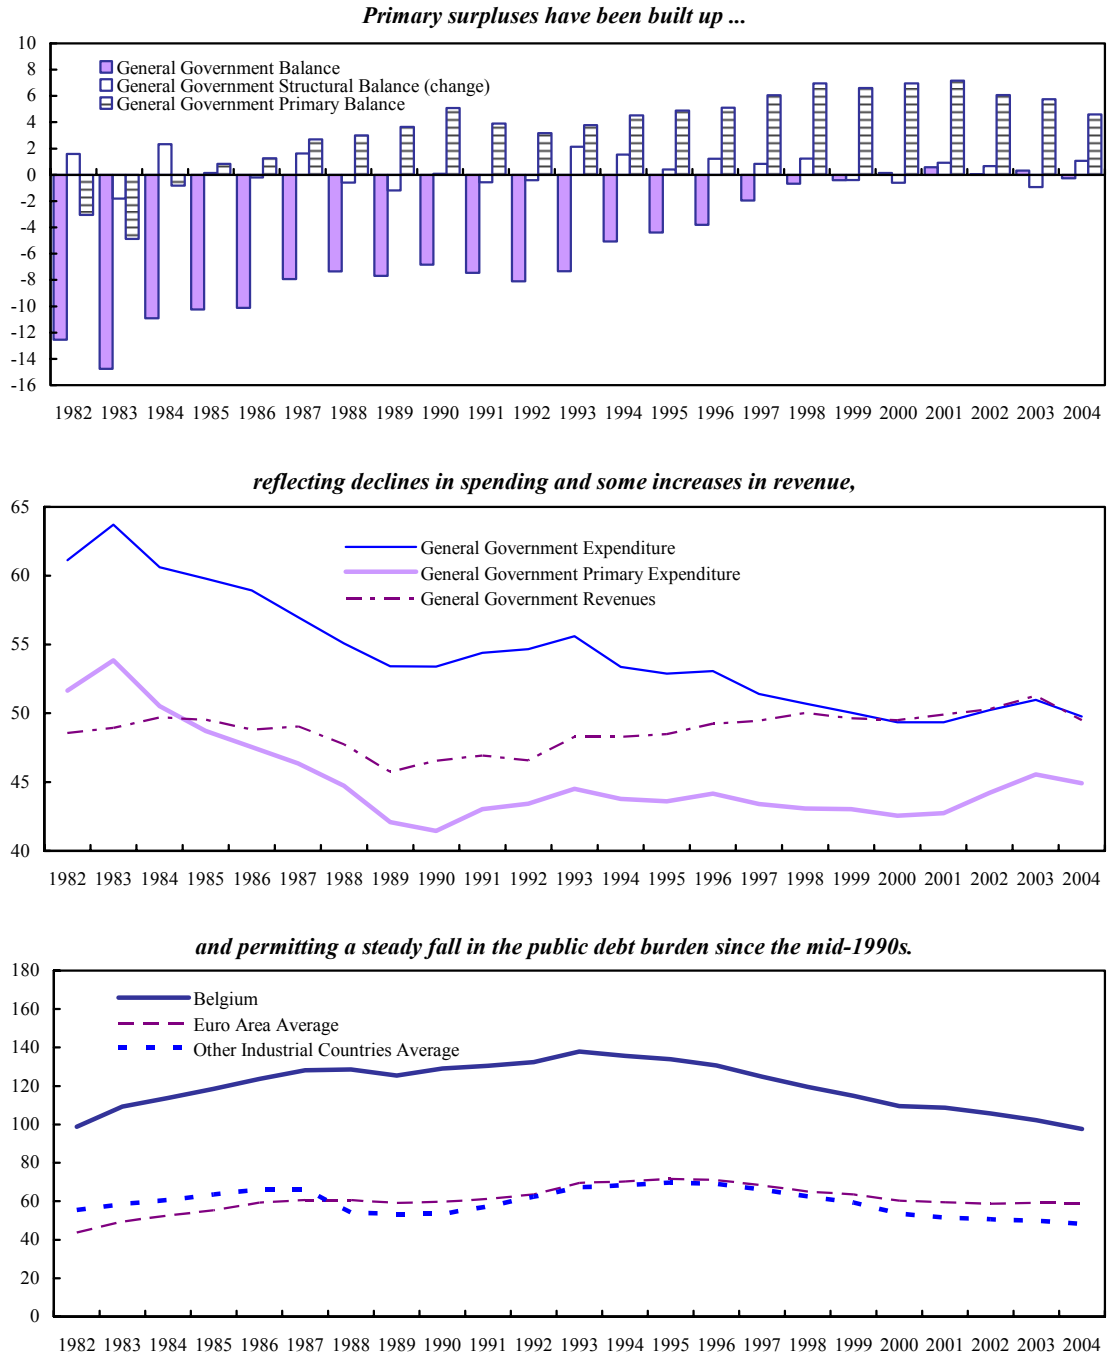 Primary surpluses have been built up ...
10
8
6
4
2
0
-2
-4
-6
-8
-10
-12
-14
-16
General Government Balance
General Government Structural Balance (change)
General Government Primary Balance
1982 1983 1984 1985 1986 1987 1988 1989 1990 1991 1992 1993 1994 1995 1996 1997 1998 1999 2000 2001 2002 2003 2004
reflecting declines in spending and some increases in revenue,
65
60
55
50
45
40
General Government Expenditure
General Government Primary Expenditure
General Government Revenues
1982 1983 1984 1985 1986 1987 1988 1989 1990 1991 1992 1993 1994 1995 1996 1997 1998 1999 2000 2001 2002 2003 2004
and permitting a steady fall in the public debt burden since the mid-1990s.
180
160
140
120
100
80
60
40
20
0
Belgium
Euro Area Average
Other Industrial Countries Average
1982 1983 1984 1985 1986 1987 1988 1989 1990 1991 1992 1993 1994 1995 1996 1997 1998 1999 2000 2001 2002 2003 2004